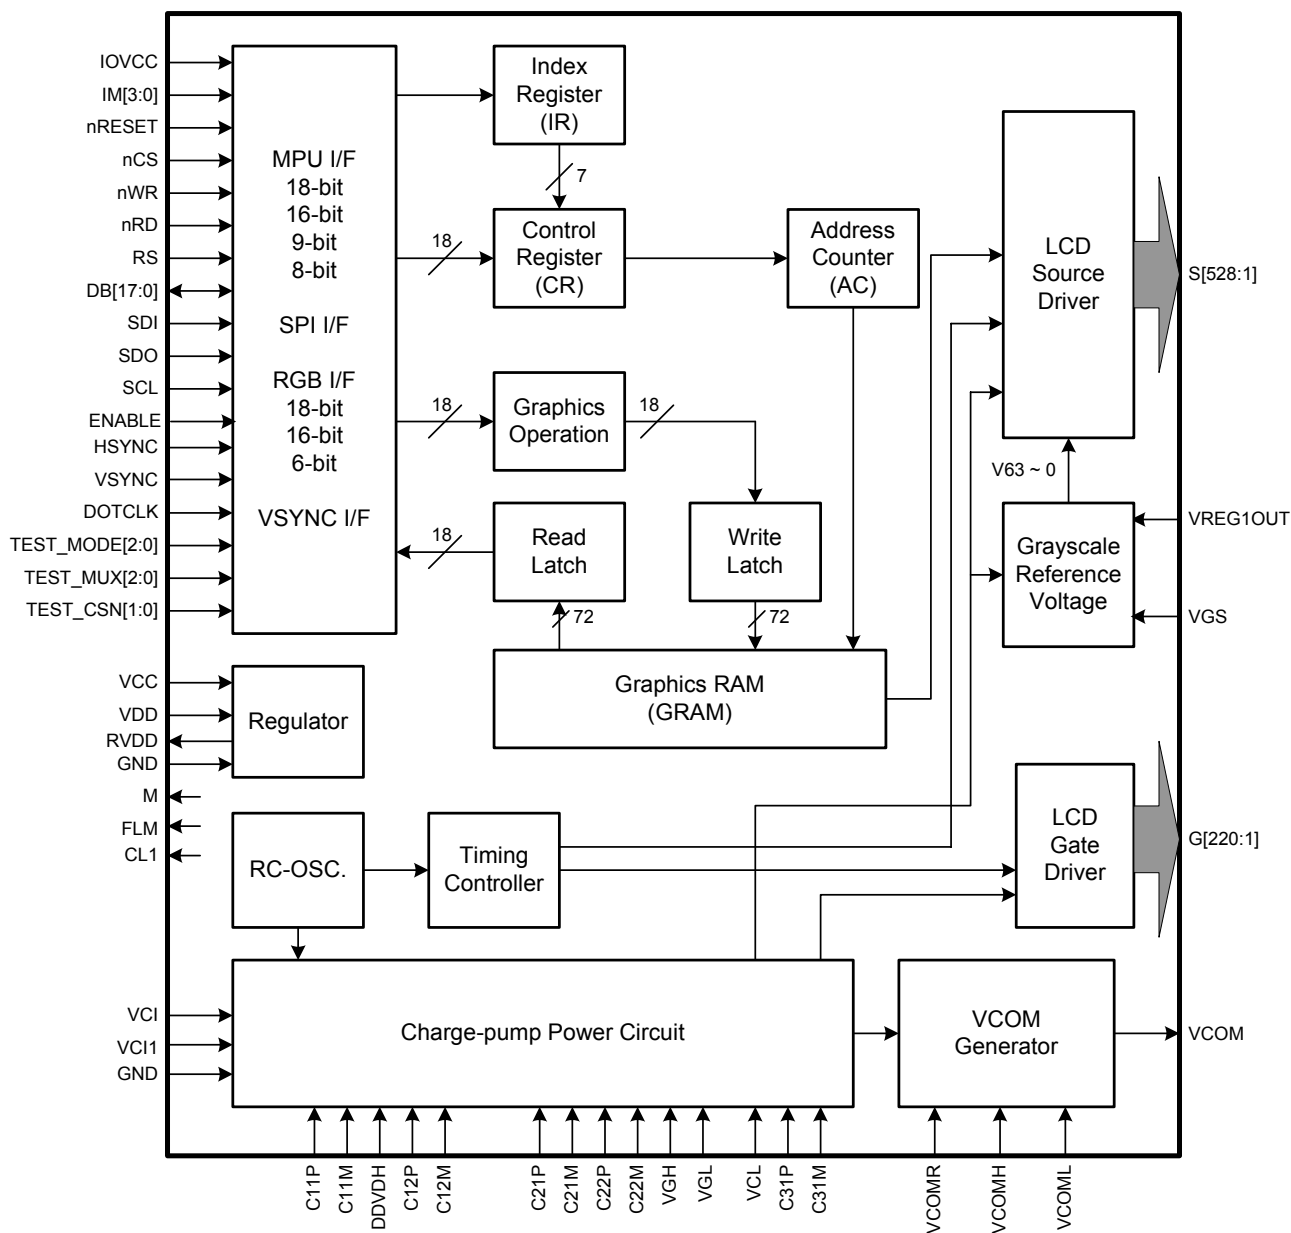 IOVCC
IM[3:0]
nRESET
nCS
nWR
nRD
RS
DB[17:0]
SDI
SDO
SCL
ENABLE
HSYNC
VSYNC
DOTCLK
TEST_MODE[2:0]
TEST_MUX[2:0]
TEST_CSN[1:0]
MPU I/F
18-bit
16-bit
9-bit
8-bit
SPI I/F
RGB I/F
18-bit
16-bit
6-bit
VSYNC I/F
Index
Register
(IR)
7
18
Control
Register
(CR)
Address
Counter
(AC)
18
Graphics
Operation
18
18
Read
Latch
Write
Latch
72
72
Graphics RAM
(GRAM)
LCD
Source
Driver
S[528:1]
V63 ~ 0
Grayscale
Reference
Voltage
VREG1OUT
VGS
VCC
VDD
RVDD
GND
Regulator
M
FLM
CL1
RC-OSC.
Timing
Controller
LCD
Gate
Driver
G[220:1]
VCI
VCI1
GND
Charge-pump Power Circuit
VCOM
Generator
VCOM
C11P
C11M
DDVDH
C12P
C12M
C21P
C21M
C22P
C22M
VGH
VGL
VCL
C31P
C31M
VCOMR
VCOMH
VCOML